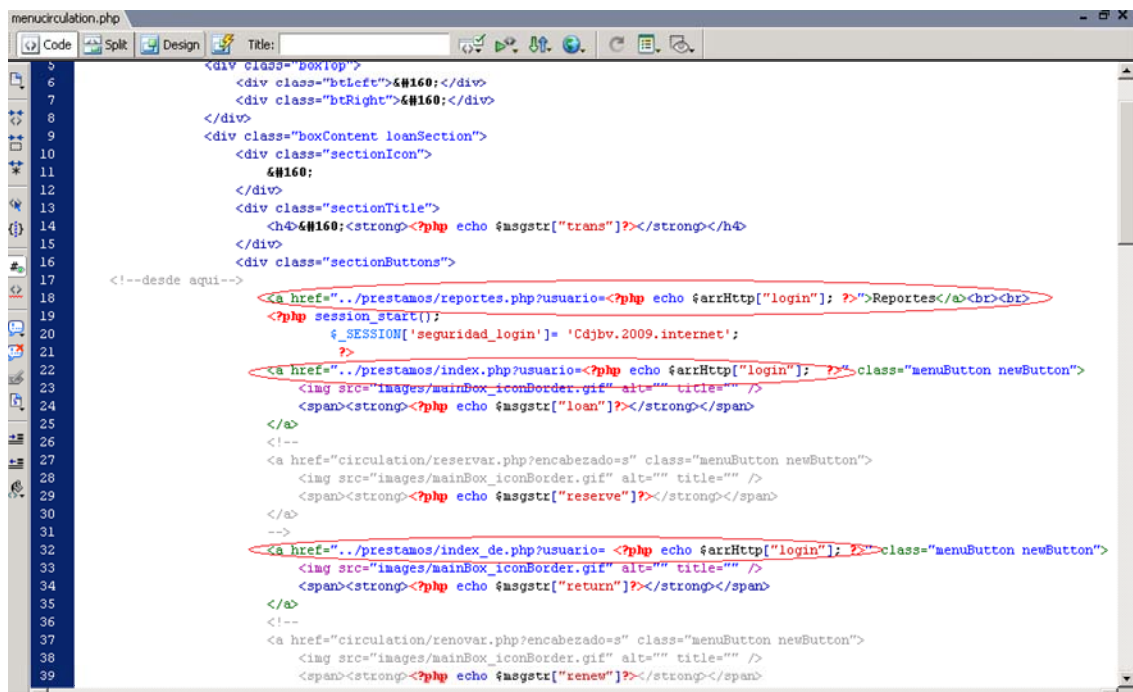 menucirculation.php
Code Split Design Title:
5 <div class="boxTop">
6 <div class="btLeft">&#160;</div>
7 <div class="btRight">&#160;</div>
8 </div>
9 <div class="boxContent loanSection">
10 <div class="sectionIcon">
11 &#160;
12 </div>
13 <div class="sectionTitle">
14 <h4>&#160;<strong><?php echo $msgstr["trans"]?></strong></h4>
15 </div>
16 <div class="sectionButtons">
17 <!--desde aqui-->
18 <a href="../prestamos/reportes.php?usuario=<?php echo $arrHttp["login"]; ?>">Reportes</a><br><br>
19 <?php session_start();
20 $_SESSION['seguridad_login']= 'Cdjbv.2009.internet';
21 ?>
22 <a href="../prestamos/index.php?usuario=<?php echo $arrHttp["login"]; ?>" class="menuButton newButton">
23 <img src="images/mainBox_iconBorder.gif" alt="" title="" />
24 <span><strong><?php echo $msgstr["loan"]?></strong></span>
25 </a>
26 <!--
27 <a href="circulation/reservar.php?encabezado=s" class="menuButton newButton">
28 <img src="images/mainBox_iconBorder.gif" alt="" title="" />
29 <span><strong><?php echo $msgstr["reserve"]?></strong></span>
30 </a>
31 -->
32 <a href="../prestamos/index_de.php?usuario= <?php echo $arrHttp["login"]; ?>" class="menuButton newButton">
33 <img src="images/mainBox_iconBorder.gif" alt="" title="" />
34 <span><strong><?php echo $msgstr["return"]?></strong></span>
35 </a>
36 <!--
37 <a href="circulation/renovar.php?encabezado=s" class="menuButton newButton">
38 <img src="images/mainBox_iconBorder.gif" alt="" title="" />
39 <span><strong><?php echo $msgstr["renew"]?></strong></span>